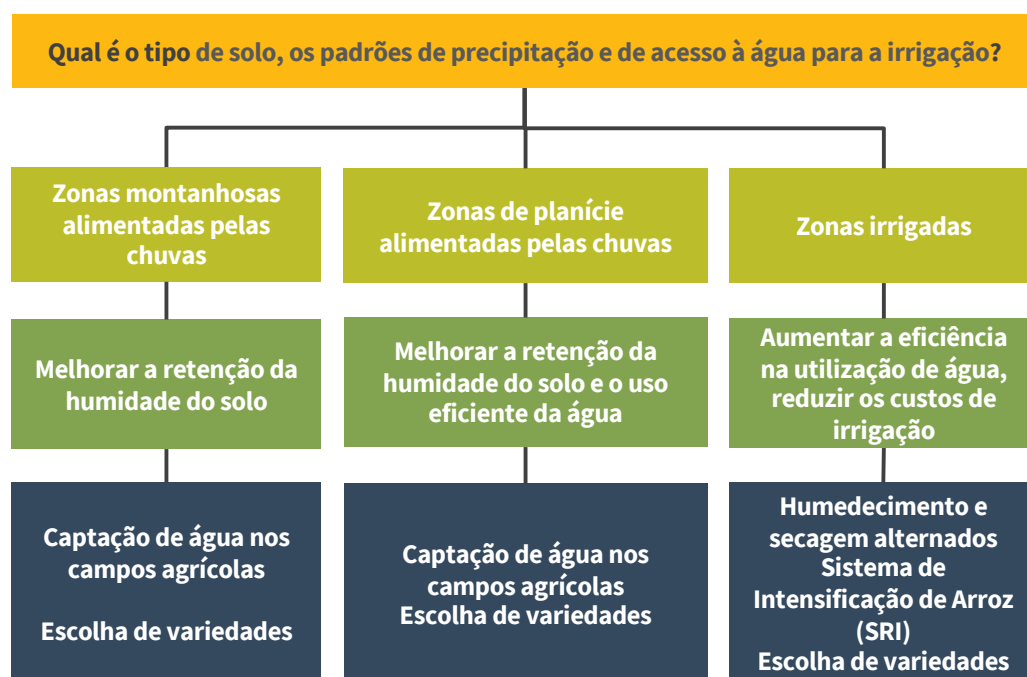 Qual é o tipo de solo, os padrões de precipitação e de acesso à água para a irrigação?
Zonas montanhosas
alimentadas pelas
chuvas
Zonas de planície
alimentadas pelas chuvas
Zonas irrigadas
Melhorar a retenção da
humidade do solo
Melhorar a retenção da
humidade do solo e o uso
eficiente da água
Aumentar a eficiência
na utilização de água,
reduzir os custos de
irrigação
Captação de água nos
campos agrícolas
Escolha de variedades
Captação de água nos
campos agrícolas
Escolha de variedades
Humedecimento e
secagem alternados
Sistema de
Intensificação de Arroz
(SRI)
Escolha de variedades